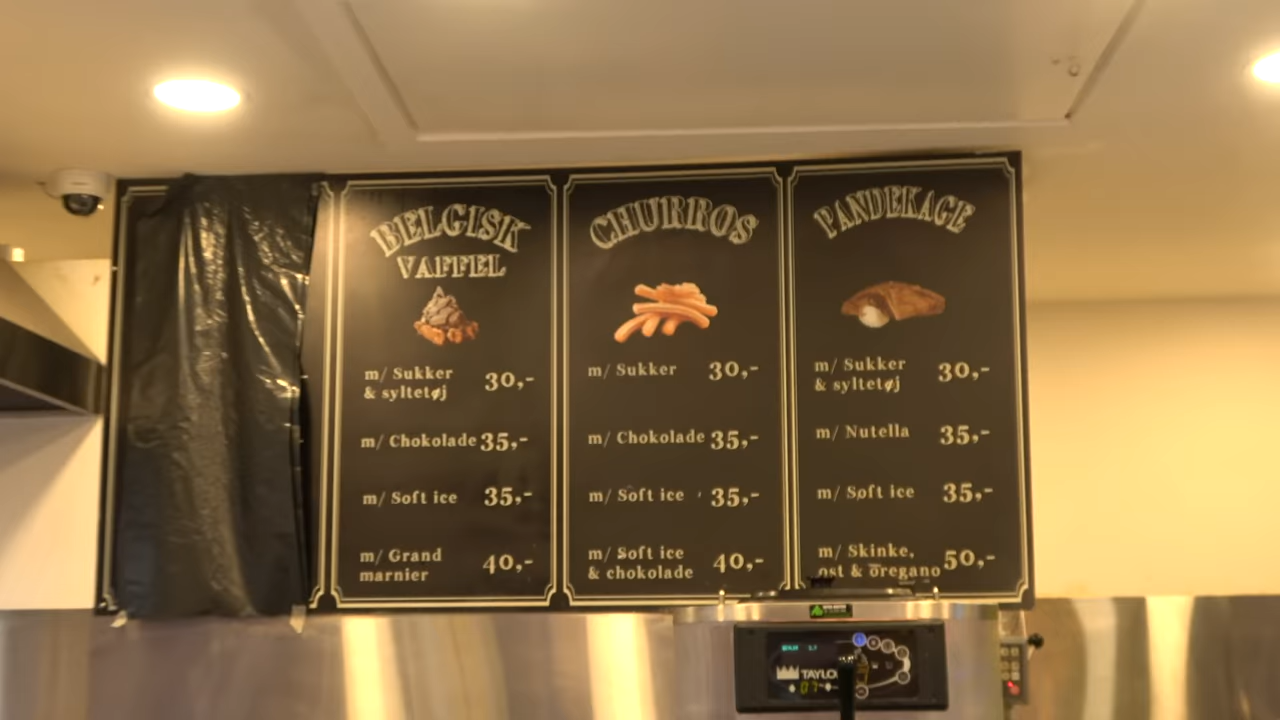 BELGISK
VAFFEL
m/ Sukker
& syltetøj 30,-
m/ Chokolade 35,-
m/ Soft ice 35,-
m/ Grand
marnier 40,-
CHURROS
m/ Sukker 30,-
m/ Chokolade 35,-
m/ Soft ice 35,-
m/ Soft ice
& chokolade 40,-
PANDEKAGE
m/ Sukker
& syltetøj 30,-
m/ Nutella 35,-
m/ Søft ice 35,-
m/ Skinke,
ost & oregano 50,-
TAYLOR